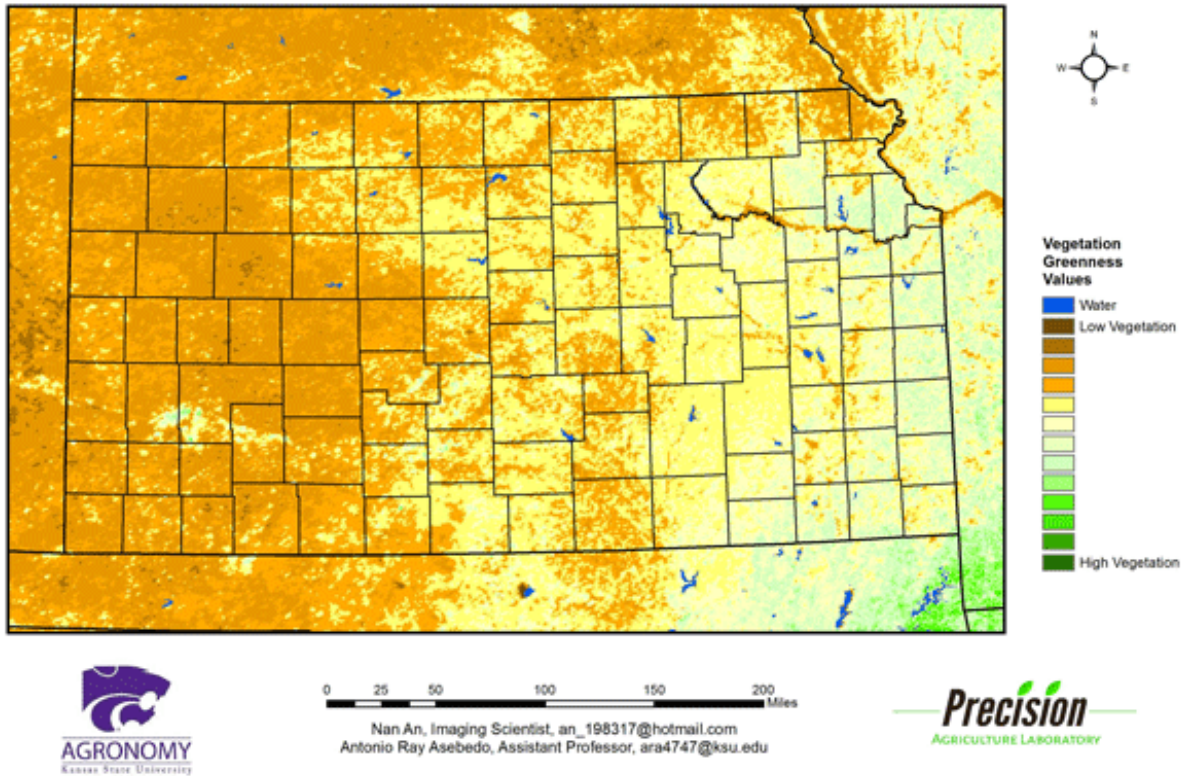 N
W E
S
Vegetation
Greenness
Values
Water
Low Vegetation
High Vegetation
0 25 50 100 150 200
Miles
Nan An, Imaging Scientist, an_198317@hotmail.com
Antonio Ray Asebedo, Assistant Professor, ara4747@ksu.edu
AGRONOMY
Kansas State University
Precision
AGRICULTURE LABORATORY